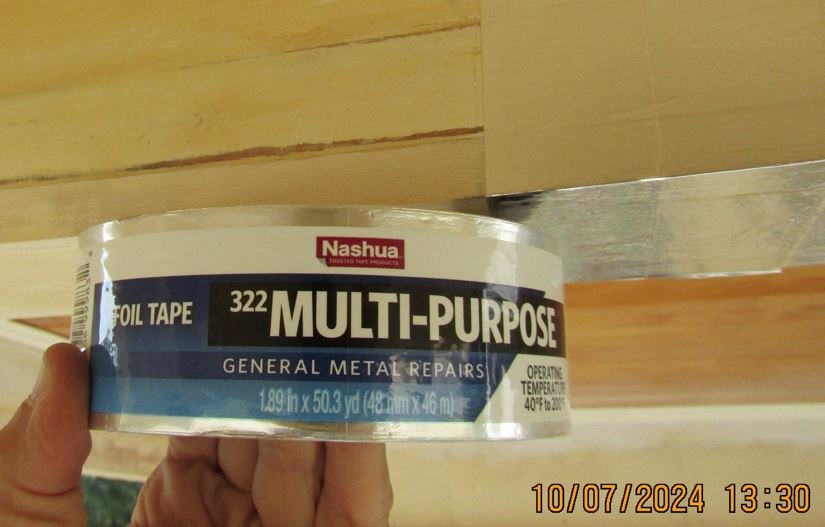 Nashua
TRUSTED TAPE PRODUCTS
FOIL TAPE
322 MULTI-PURPOSE
GENERAL METAL REPAIRS
OPERATING
TEMPERATURE
40°F to 200°F
1.89 in x 50.3 yd (48 mm x 46 m)
10/07/2024 13:30